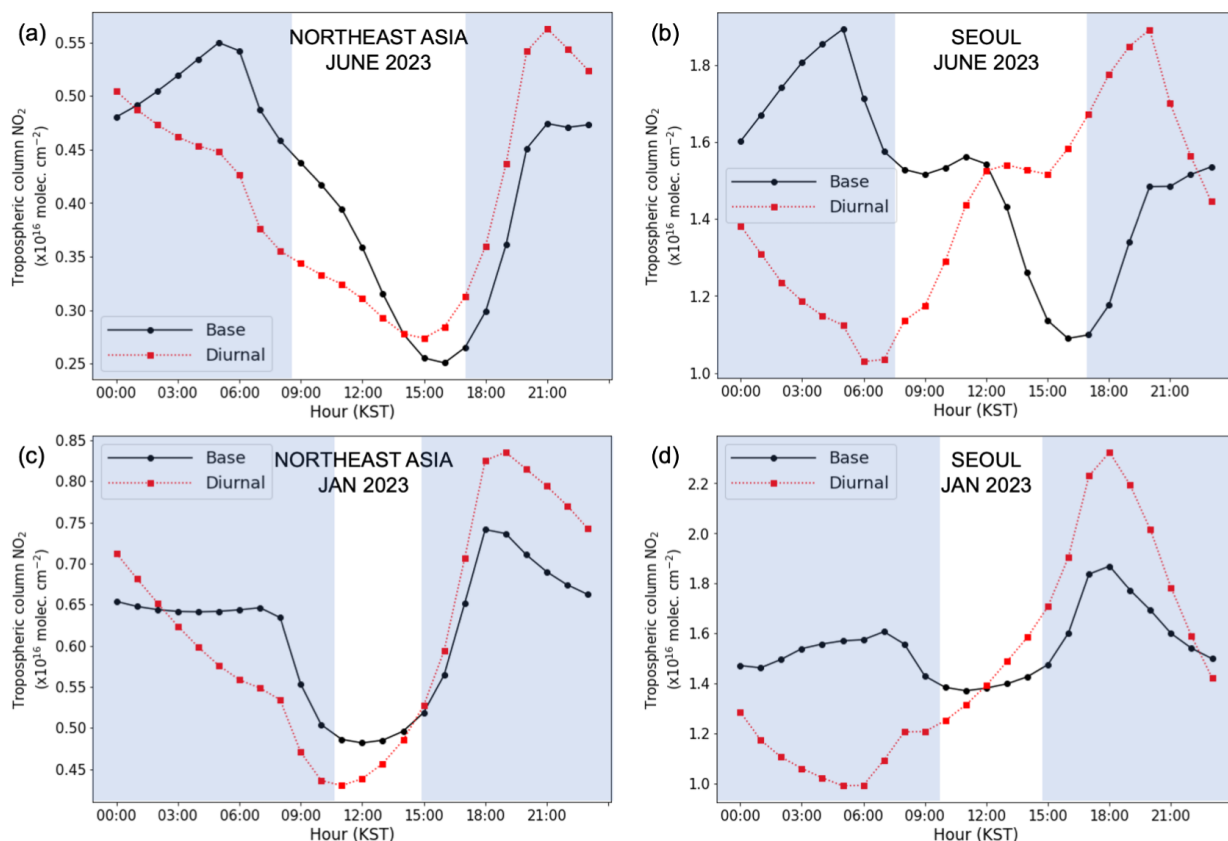 (a)
NORTHEAST ASIA
JUNE 2023
Tropospheric column NO₂
(x10¹⁶ molec. cm⁻²)
0.55
0.50
0.45
0.40
0.35
0.30
0.25
Base
Diurnal
00:00 03:00 06:00 09:00 12:00 15:00 18:00 21:00
Hour (KST)
(b)
SEOUL
JUNE 2023
Tropospheric column NO₂
(x10¹⁶ molec. cm⁻²)
1.8
1.6
1.4
1.2
1.0
Base
Diurnal
00:00 03:00 06:00 09:00 12:00 15:00 18:00 21:00
Hour (KST)
(c)
NORTHEAST ASIA
JAN 2023
Tropospheric column NO₂
(x10¹⁶ molec. cm⁻²)
0.85
0.80
0.75
0.70
0.65
0.60
0.55
0.50
0.45
Base
Diurnal
00:00 03:00 06:00 09:00 12:00 15:00 18:00 21:00
Hour (KST)
(d)
SEOUL
JAN 2023
Tropospheric column NO₂
(x10¹⁶ molec. cm⁻²)
2.2
2.0
1.8
1.6
1.4
1.2
1.0
Base
Diurnal
00:00 03:00 06:00 09:00 12:00 15:00 18:00 21:00
Hour (KST)